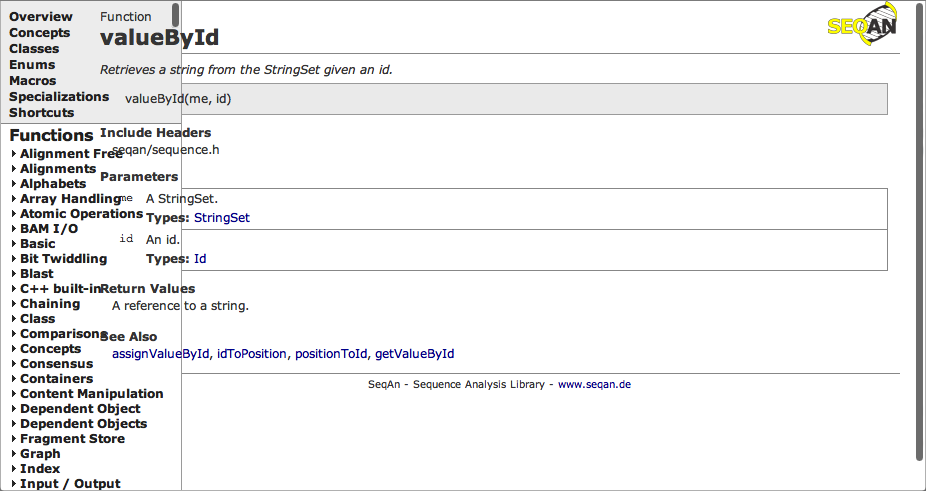 Overview
Concepts
Classes
Enums
Macros
Specializations
Shortcuts
Functions
Alignment Free
Alignments
Alphabets
Array Handling
Atomic Operations
BAM I/O
Basic
Bit Twiddling
Blast
C++ built-in
Chaining
Class
Comparisons
Concepts
Consensus
Containers
Content Manipulation
Dependent Object
Dependent Objects
Fragment Store
Graph
Index
Input / Output
Function
valueById
SEQAN
Retrieves a string from the StringSet given an id.
valueById(me, id)
Include Headers
seqan/sequence.h
Parameters
me A StringSet.
Types: StringSet
id An id.
Types: Id
Return Values
A reference to a string.
See Also
assignValueById, idToPosition, positionToId, getValueById
SeqAn - Sequence Analysis Library - www.seqan.de